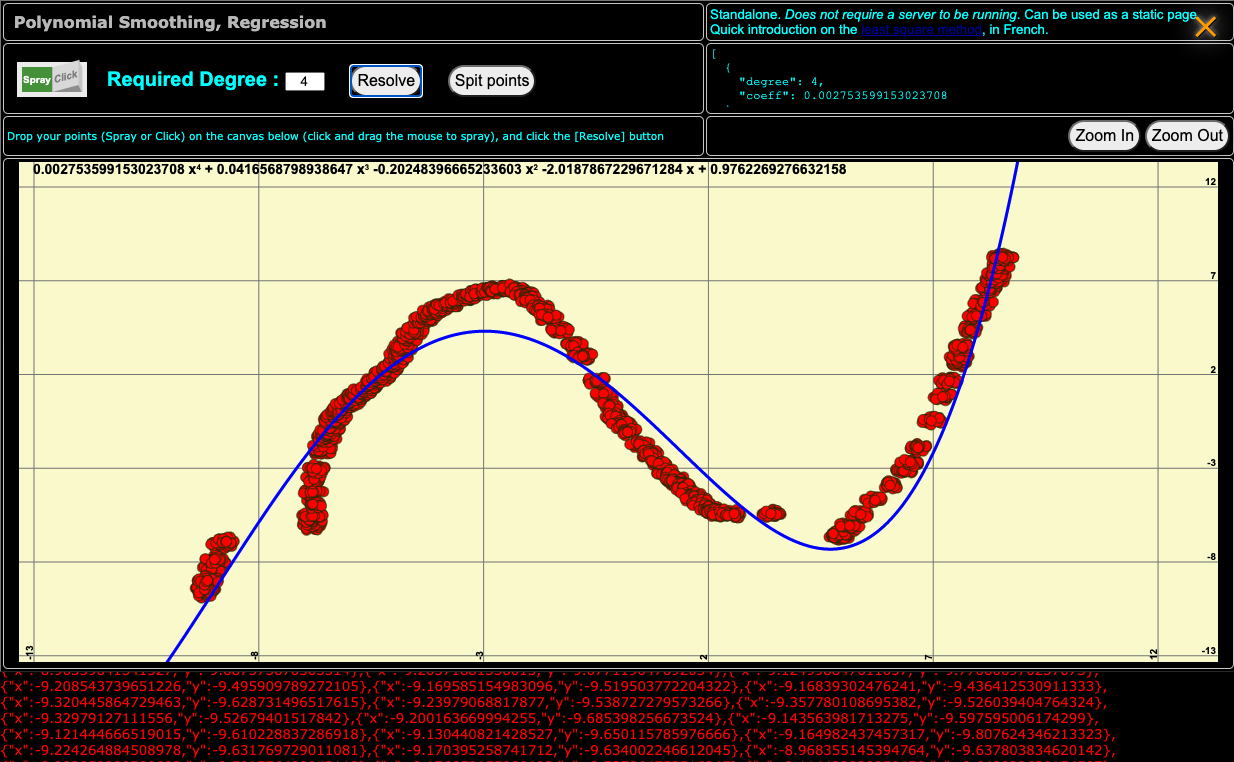 Polynomial Smoothing, Regression
Standalone. Does not require a server to be running. Can be used as a static page.
Quick introduction on the least square method, in French.
Spray Click
Required Degree : 4
Resolve
Spit points
[
{
"degree": 4,
"coeff": 0.002753599153023708
Drop your points (Spray or Click) on the canvas below (click and drag the mouse to spray), and click the [Resolve] button
Zoom In
Zoom Out
0.002753599153023708 x⁴ + 0.0416568798938647 x³ -0.20248396665233603 x² -2.0187867229671284 x + 0.9762269276632158
12
7
2
-3
-8
-13
-13
-8
-3
2
7
12
{"x":-9.208543739651226,"y":-9.495909789272105},{"x":-9.169585154983096,"y":-9.519503772204322},{"x":-9.16839302476241,"y":-9.436412530911333},
{"x":-9.320445864729463,"y":-9.628731496517615},{"x":-9.23979068817877,"y":-9.538727279573266},{"x":-9.357780108695382,"y":-9.526039404764324},
{"x":-9.32979127111556,"y":-9.52679401517842},{"x":-9.200163669994255,"y":-9.685398256673524},{"x":-9.143563981713275,"y":-9.597595006174299},
{"x":-9.121444666519015,"y":-9.610228837286918},{"x":-9.130440821428527,"y":-9.650115785976666},{"x":-9.164982437457317,"y":-9.807624346213323},
{"x":-9.224264884508978,"y":-9.631769729011081},{"x":-9.170395258741712,"y":-9.634002246612045},{"x":-8.968355145394764,"y":-9.637803834620142},